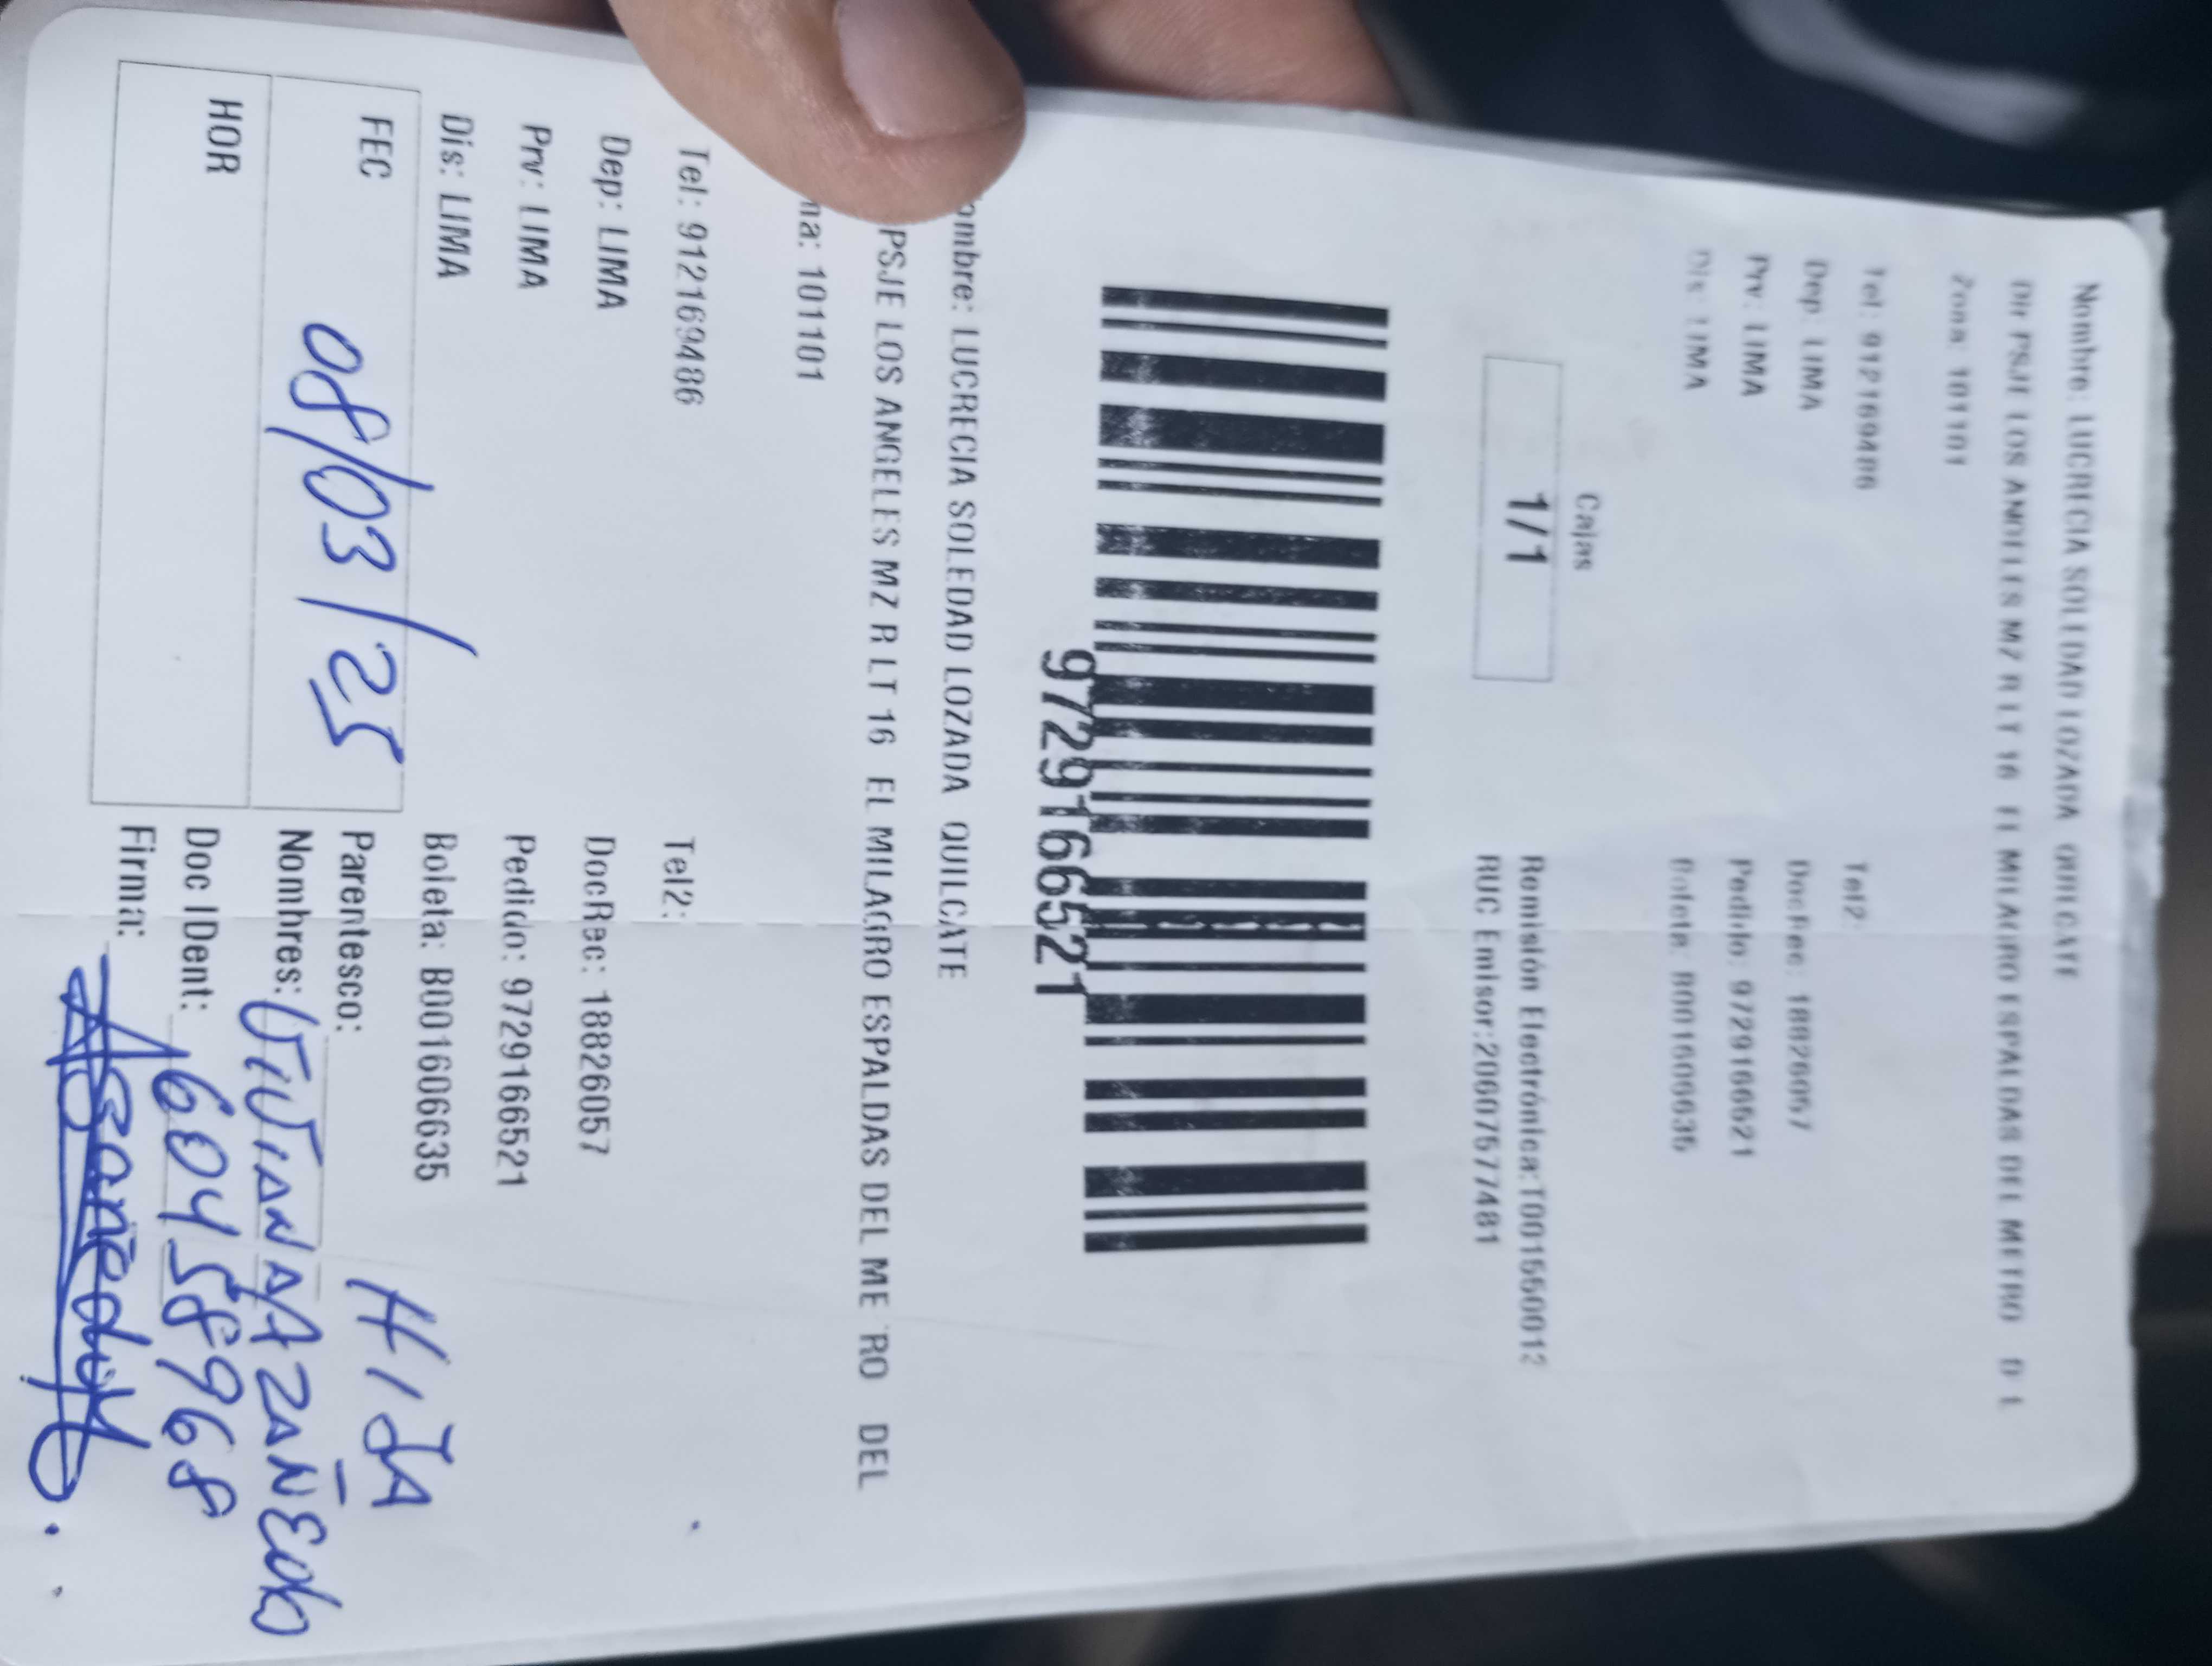 Nombre: LUCRECIA SOLEDAD LOZADA QUILCATE
Dir PSJE LOS ANGELES MZ R LT 16 EL MILAGRO ESPALDAS DEL METRO
Zona: 101101
Tel: 912169486 Tel2:
Dep: LIMA DocRec: 18826057
Prv: LIMA Pedido: 9729166521
Dis: LIMA Boleta: B001606635
Cajas
1/1
Remisión Electrónica:T001550012
RUC Emisor:20607577481
9729166521
ombre: LUCRECIA SOLEDAD LOZADA QUILCATE
PSJE LOS ANGELES MZ R LT 16 EL MILAGRO ESPALDAS DEL ME RO DEL
na: 101101
Tel: 912169486 Tel2:
Dep: LIMA DocRec: 18826057
Prv: LIMA Pedido: 9729166521
Dis: LIMA Boleta: B001606635
FEC 08/03/25
HOR
Parentesco: HIJA
Nombres: VIVIANA AZAÑEDO
Doc IDent: 60458968
Firma: